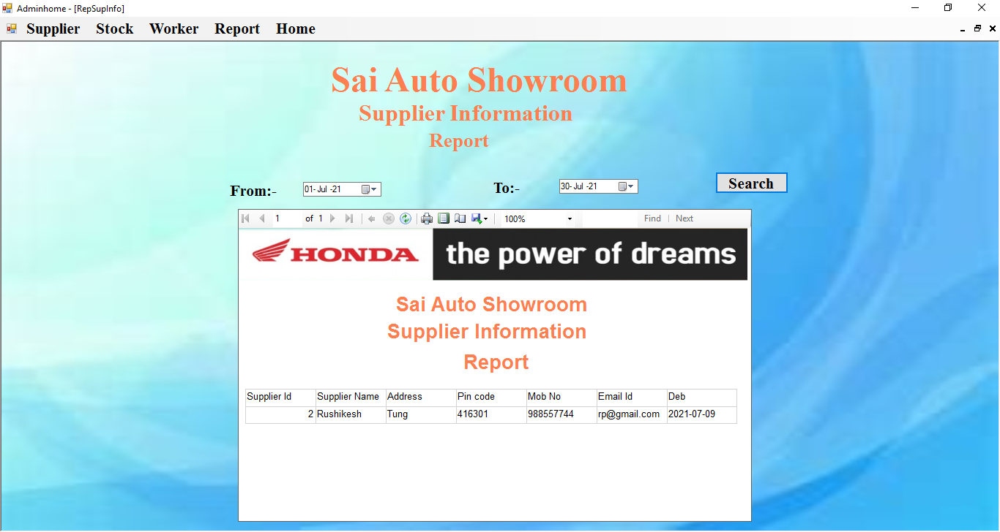 Adminhome - [RepSupInfo]
Supplier Stock Worker Report Home
Sai Auto Showroom
Supplier Information
Report
From:- 01- Jul -21 To:- 30- Jul -21 Search
1 of 1 100% Find Next
HONDA the power of dreams
Sai Auto Showroom
Supplier Information
Report
Supplier Id Supplier Name Address Pin code Mob No Email Id Deb
2 Rushikesh Tung 416301 988557744 rp@gmail.com 2021-07-09